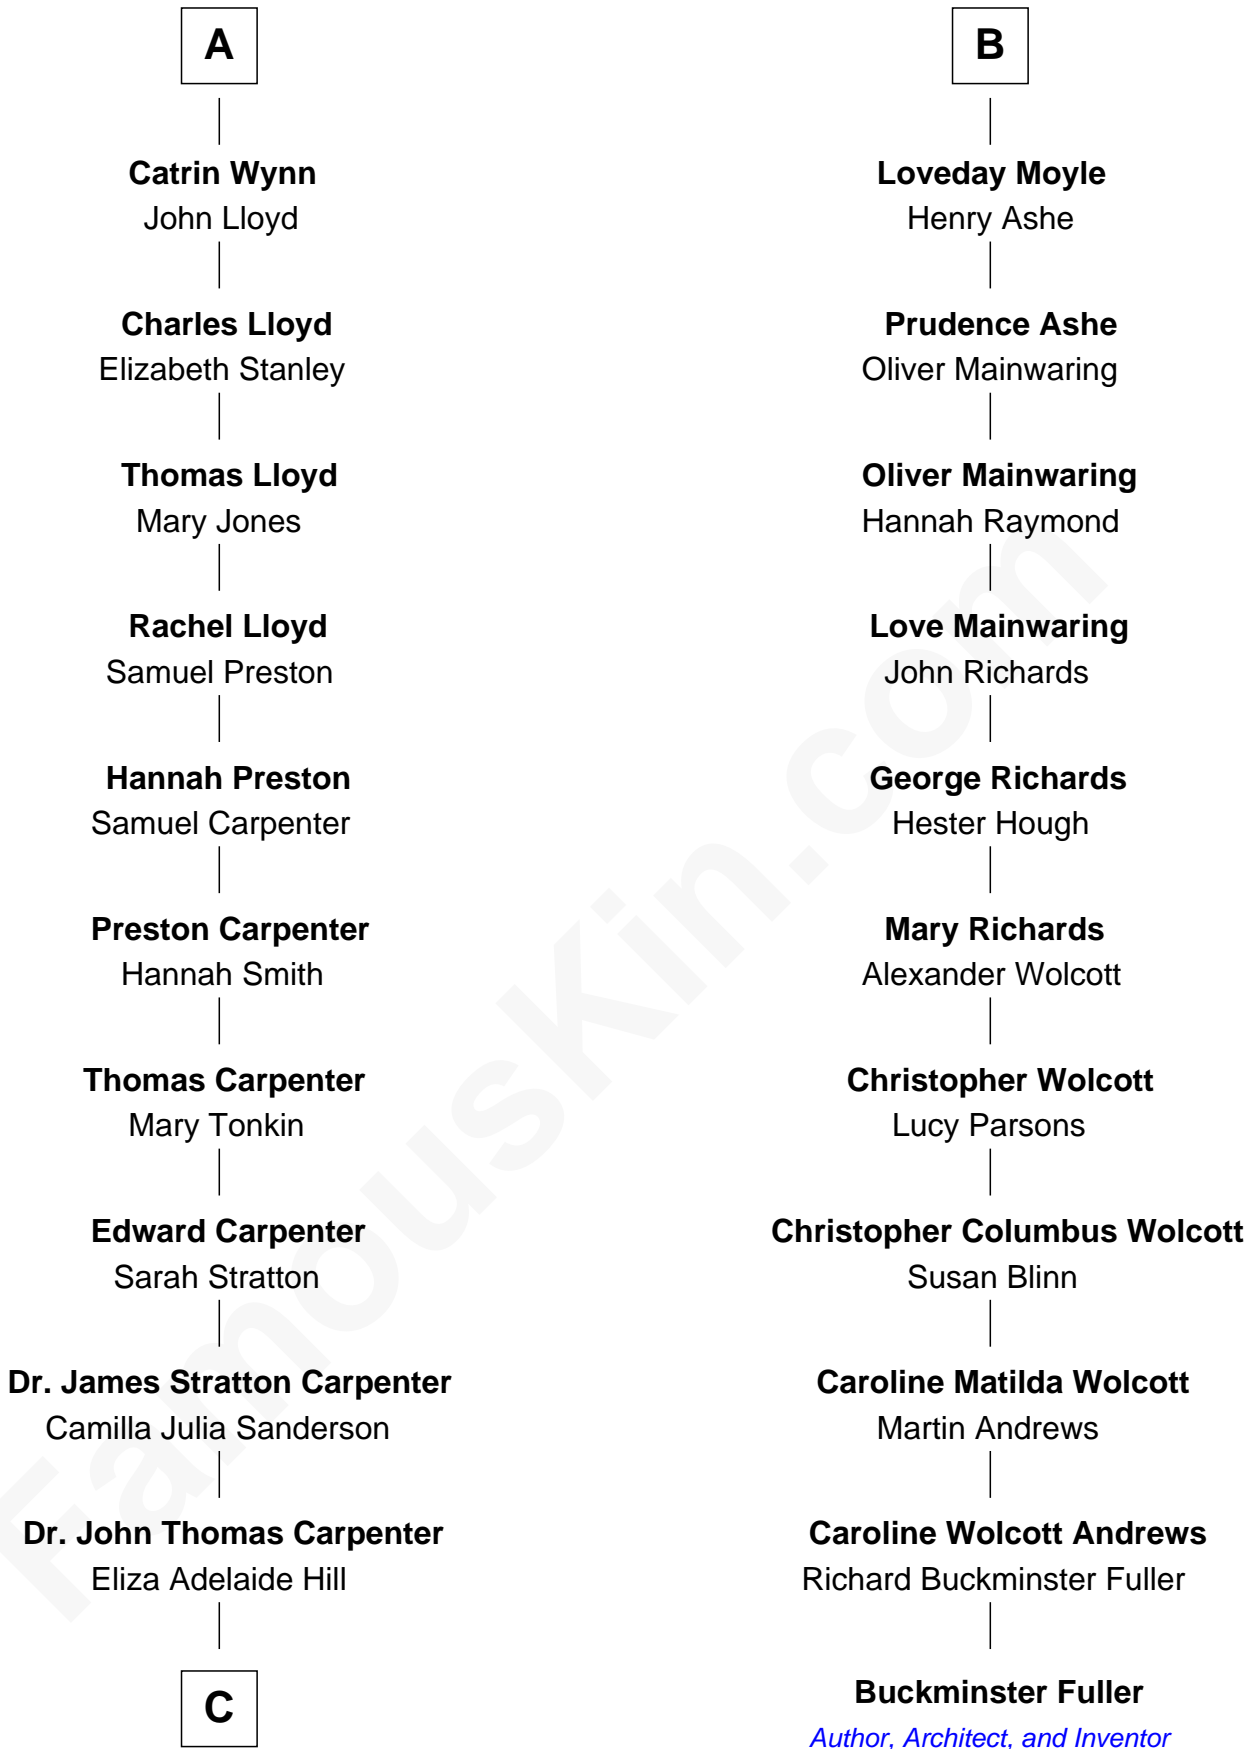 A
Catrin Wynn
John Lloyd
Charles Lloyd
Elizabeth Stanley
Thomas Lloyd
Mary Jones
Rachel Lloyd
Samuel Preston
Hannah Preston
Samuel Carpenter
Preston Carpenter
Hannah Smith
Thomas Carpenter
Mary Tonkin
Edward Carpenter
Sarah Stratton
Dr. James Stratton Carpenter
Camilla Julia Sanderson
Dr. John Thomas Carpenter
Eliza Adelaide Hill
C
B
Loveday Moyle
Henry Ashe
Prudence Ashe
Oliver Mainwaring
Oliver Mainwaring
Hannah Raymond
Love Mainwaring
John Richards
George Richards
Hester Hough
Mary Richards
Alexander Wolcott
Christopher Wolcott
Lucy Parsons
Christopher Columbus Wolcott
Susan Blinn
Caroline Matilda Wolcott
Martin Andrews
Caroline Wolcott Andrews
Richard Buckminster Fuller
Buckminster Fuller
Author, Architect, and Inventor
FamousKin.com